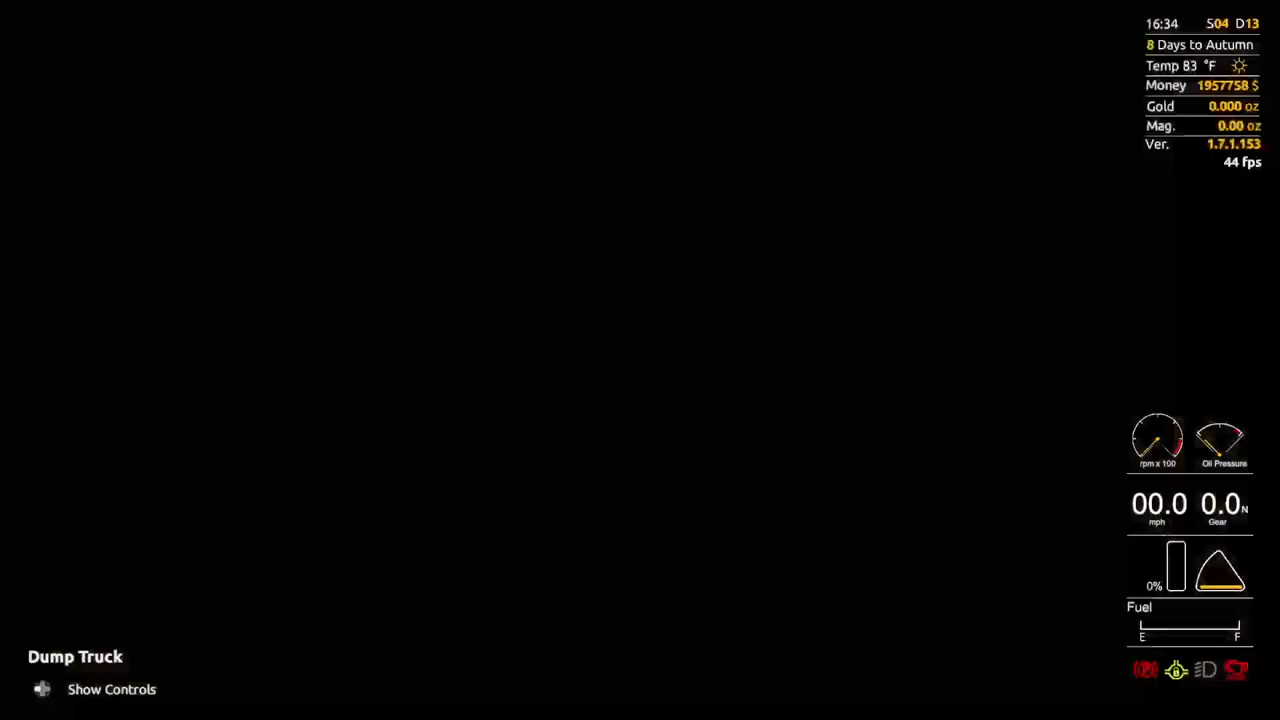 16:34 S04 D13
8 Days to Autumn
Temp 83 °F
Money 1957758 $
Gold 0.000 oz
Mag. 0.00 oz
Ver. 1.7.1.153
44 fps
rpm x 100 Oil Pressure
00.0 0.0N
mph Gear
0%
Fuel
E F
Dump Truck
Show Controls